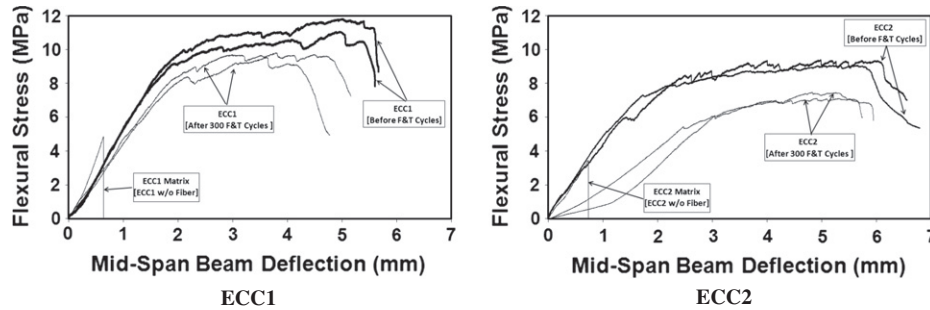 Flexural Stress (MPa)
14
12
10
8
6
4
2
0
0 1 2 3 4 5 6 7
Mid-Span Beam Deflection (mm)
ECC1
[After 300 F&T Cycles]
ECC1
[Before F&T Cycles]
ECC1 Matrix
[ECC1 w/o Fiber]
ECC1
Flexural Stress (MPa)
12
10
8
6
4
2
0
0 1 2 3 4 5 6 7
Mid-Span Beam Deflection (mm)
ECC2
[Before F&T Cycles]
ECC2
[After 300 F&T Cycles ]
ECC2 Matrix
[ECC2 w/o Fiber]
ECC2